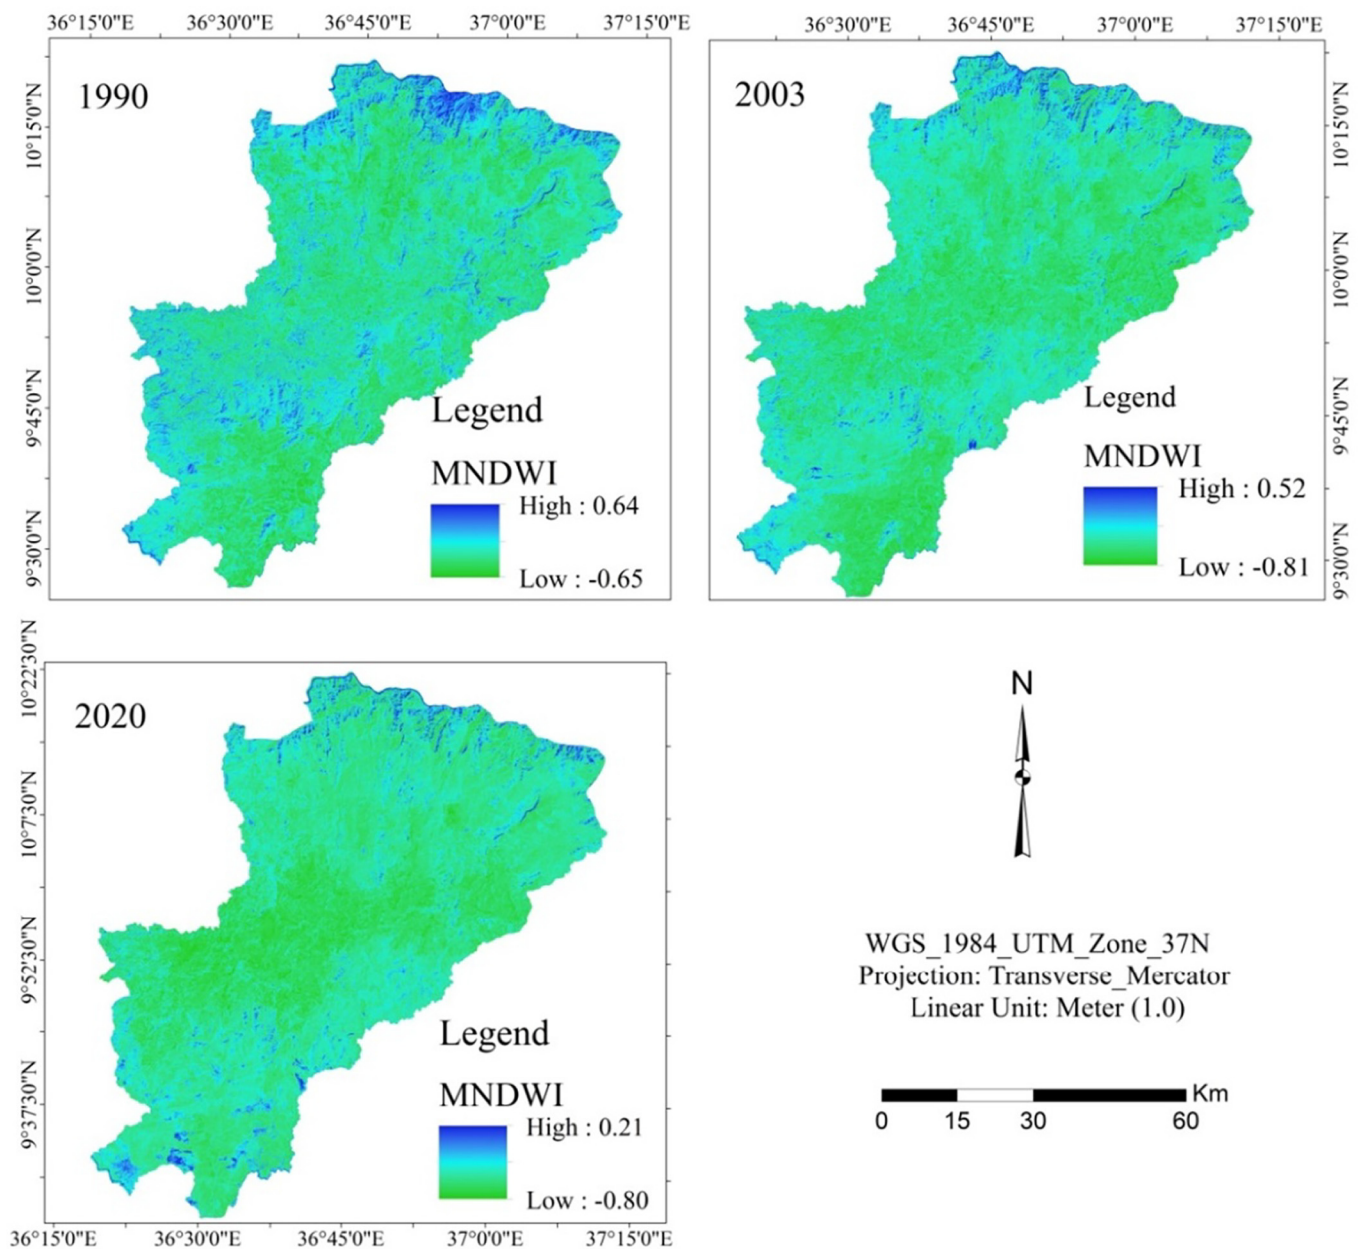 36°15'0"E 36°30'0"E 36°45'0"E 37°0'0"E 37°15'0"E
36°30'0"E 36°45'0"E 37°0'0"E 37°15'0"E
1990
2003
10°15'0"N
10°0'0"N
9°45'0"N
9°30'0"N
10°15'0"N
10°0'0"N
9°45'0"N
9°30'0"N
Legend
MNDWI
High : 0.64
Low : -0.65
Legend
MNDWI
High : 0.52
Low : -0.81
2020
10°22'30"N
10°7'30"N
9°52'30"N
9°37'30"N
Legend
MNDWI
High : 0.21
Low : -0.80
36°15'0"E 36°30'0"E 36°45'0"E 37°0'0"E 37°15'0"E
N
WGS_1984_UTM_Zone_37N
Projection: Transverse_Mercator
Linear Unit: Meter (1.0)
Km
0 15 30 60